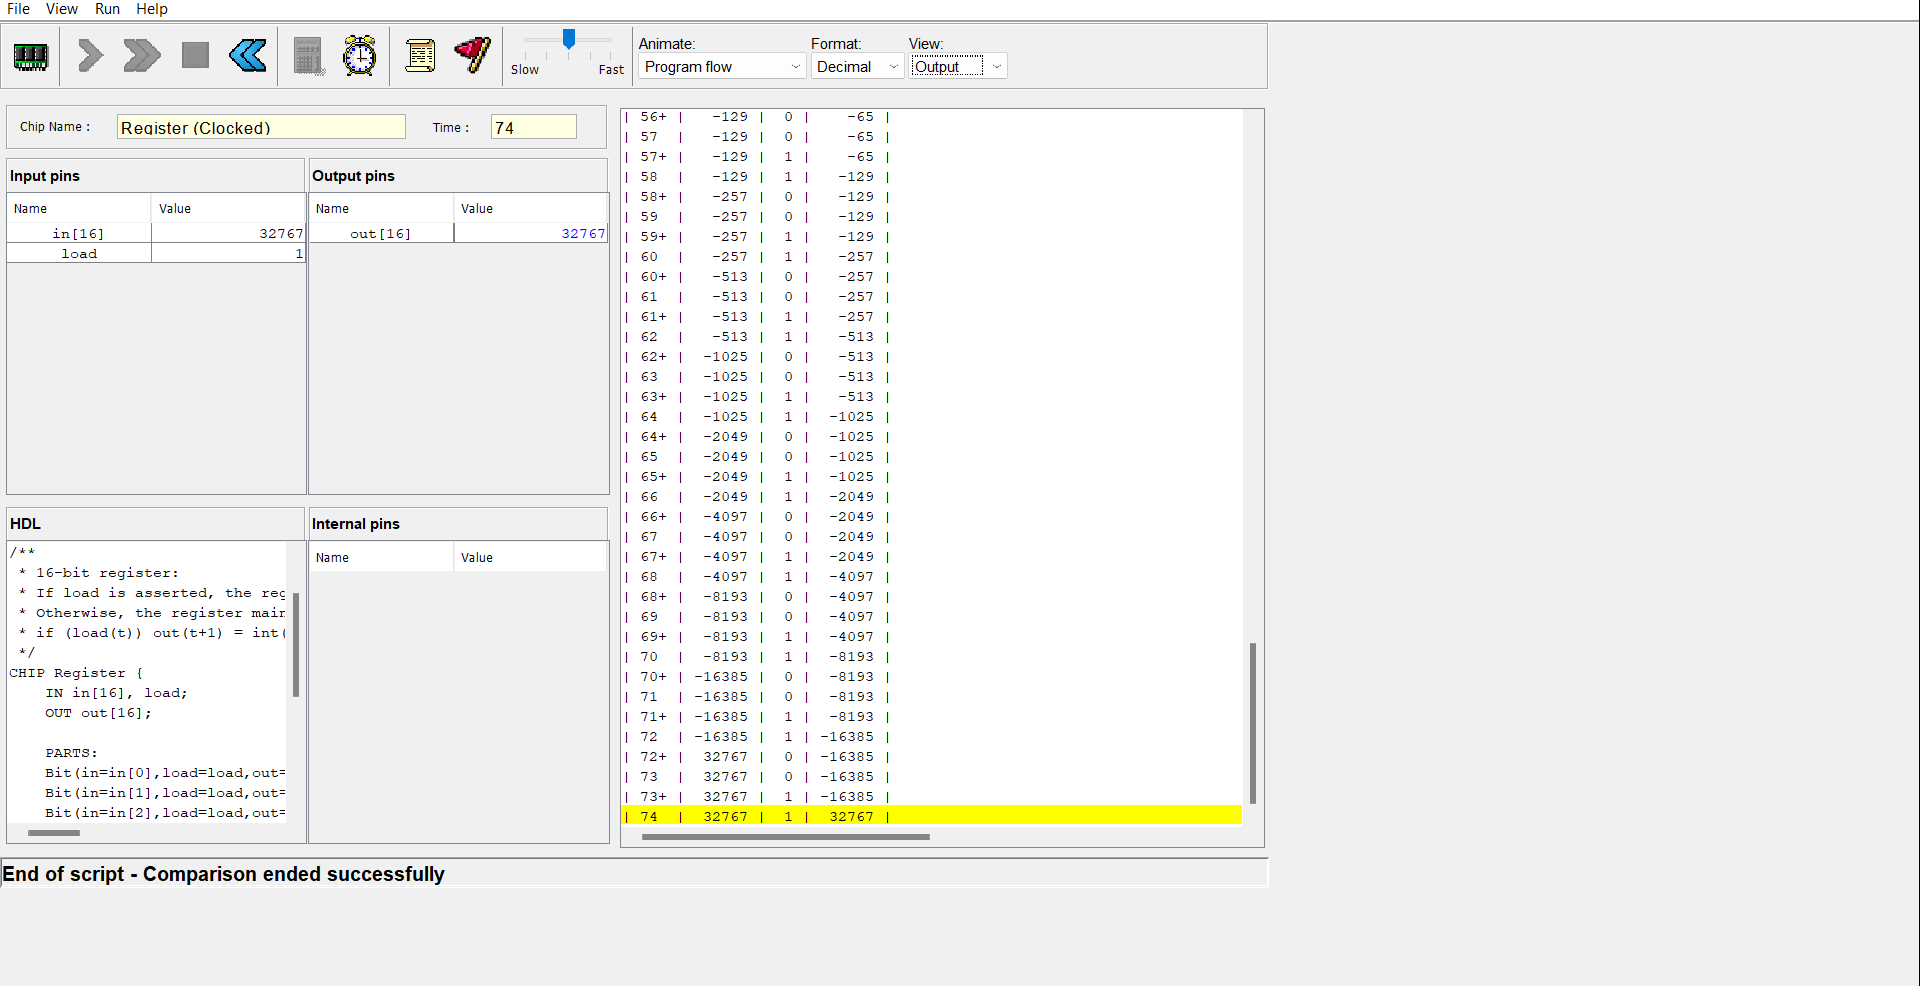 File View Run Help
Animate: Format: View:
Slow Fast Program flow Decimal Output
Chip Name : Register (Clocked) Time : 74
Input pins
Name Value
in[16] 32767
load 1
Output pins
Name Value
out[16] 32767
HDL
/**
* 16-bit register:
* If load is asserted, the reg
* Otherwise, the register main
* if (load(t)) out(t+1) = int(
*/
CHIP Register {
IN in[16], load;
OUT out[16];
PARTS:
Bit(in=in[0],load=load,out=
Bit(in=in[1],load=load,out=
Bit(in=in[2],load=load,out=
Internal pins
Name Value
| 56+ | -129 | 0 | -65 |
| 57 | -129 | 0 | -65 |
| 57+ | -129 | 1 | -65 |
| 58 | -129 | 1 | -129 |
| 58+ | -257 | 0 | -129 |
| 59 | -257 | 0 | -129 |
| 59+ | -257 | 1 | -129 |
| 60 | -257 | 1 | -257 |
| 60+ | -513 | 0 | -257 |
| 61 | -513 | 0 | -257 |
| 61+ | -513 | 1 | -257 |
| 62 | -513 | 1 | -513 |
| 62+ | -1025 | 0 | -513 |
| 63 | -1025 | 0 | -513 |
| 63+ | -1025 | 1 | -513 |
| 64 | -1025 | 1 | -1025 |
| 64+ | -2049 | 0 | -1025 |
| 65 | -2049 | 0 | -1025 |
| 65+ | -2049 | 1 | -1025 |
| 66 | -2049 | 1 | -2049 |
| 66+ | -4097 | 0 | -2049 |
| 67 | -4097 | 0 | -2049 |
| 67+ | -4097 | 1 | -2049 |
| 68 | -4097 | 1 | -4097 |
| 68+ | -8193 | 0 | -4097 |
| 69 | -8193 | 0 | -4097 |
| 69+ | -8193 | 1 | -4097 |
| 70 | -8193 | 1 | -8193 |
| 70+ | -16385 | 0 | -8193 |
| 71 | -16385 | 0 | -8193 |
| 71+ | -16385 | 1 | -8193 |
| 72 | -16385 | 1 | -16385 |
| 72+ | 32767 | 0 | -16385 |
| 73 | 32767 | 0 | -16385 |
| 73+ | 32767 | 1 | -16385 |
| 74 | 32767 | 1 | 32767 |
End of script - Comparison ended successfully